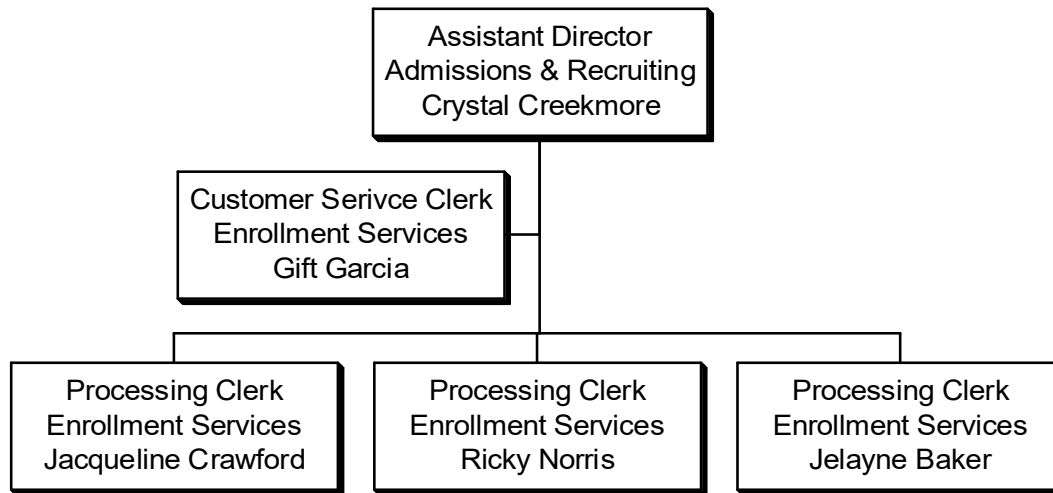 Assistant Director
Admissions & Recruiting
Crystal Creekmore
Customer Serivce Clerk
Enrollment Services
Gift Garcia
Processing Clerk
Enrollment Services
Jacqueline Crawford
Processing Clerk
Enrollment Services
Ricky Norris
Processing Clerk
Enrollment Services
Jelayne Baker